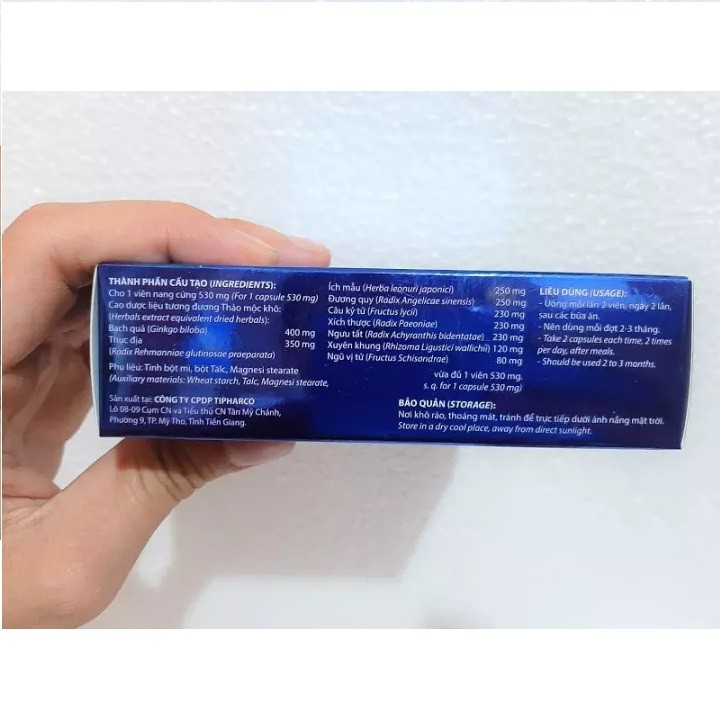 THÀNH PHẦN CẤU TẠO (INGREDIENTS):
Cho 1 viên nang cứng 530 mg (For 1 capsule 530 mg)
Cao dược liệu tương đương Thảo mộc khô:
(Herbals extract equivalent dried herbals):
Bạch quả (Ginkgo biloba) 400 mg
Thục địa 350 mg
(Radix Rehmanniae glutinosae praeparata)
Phụ liệu: Tinh bột mì, bột Talc, Magnesi stearate
(Auxiliary materials: Wheat starch, Talc, Magnesi stearate,
Sản xuất tại: CÔNG TY CPDP TIPHARCO
Lô 08-09 Cụm CN và Tiểu thủ CN Tân Mỹ Chánh,
Phường 9, TP. Mỹ Tho, Tỉnh Tiền Giang.
Ích mẫu (Herba leonuri japonici) 250 mg
Đương quy (Radix Angelicae sinensis) 250 mg
Câu kỷ tử (Fructus lycii) 230 mg
Xích thược (Radix Paeoniae) 230 mg
Ngưu tất (Radix Achyranthis bidentatae) 230 mg
Xuyên khung (Rhizoma Ligustici wallichii) 120 mg
Ngũ vị tử (Fructus Schisandrae) 80 mg
vừa đủ 1 viên 530 mg.
s. q. for 1 capsule 530 mg)
LIỀU DÙNG (USAGE):
- Uống mỗi lần 2 viên, ngày 2 lần,
sau các bữa ăn.
- Nên dùng mỗi đợt 2-3 tháng.
- Take 2 capsules each time, 2 times
per day, after meals.
- Should be used 2 to 3 months.
BẢO QUẢN (STORAGE):
Nơi khô ráo, thoáng mát, tránh để trực tiếp dưới ánh nắng mặt trời.
Store in a dry cool place, away from direct sunlight.